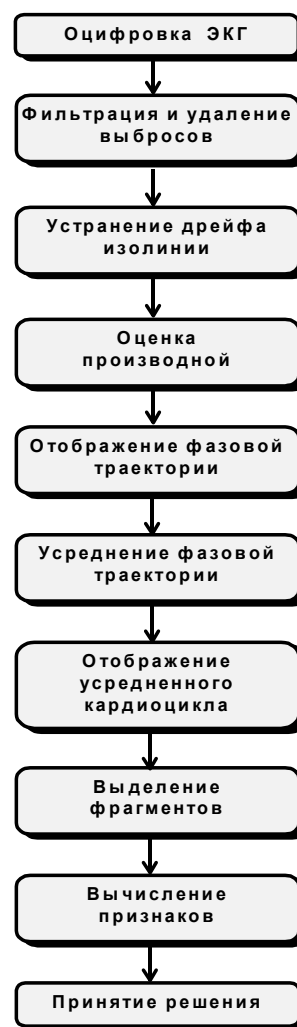 Оцифровка ЭКГ
Фильтрация и удаление
выбросов
Устранение дрейфа
изолинии
Оценка
производной
Отображение фазовой
траектории
Усреднение фазовой
траектории
Отображение
усредненного
кардиоцикла
Выделение
фрагментов
Вычисление
признаков
Принятие решения